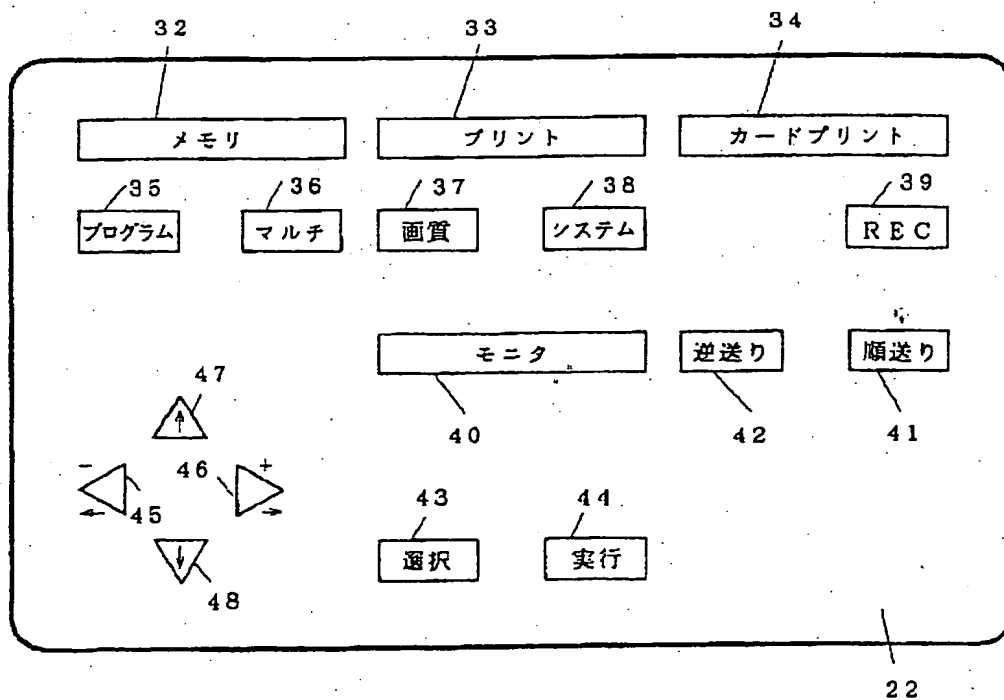 32 33 34
メモリ プリント カードプリント
35 36 37 38 39
プログラム マルチ 画質 システム REC
モニタ 逆送り 順送り
47
↑
40 42 41
- 46 +
← 45 →
43 44
↓ 選択 実行
48
22